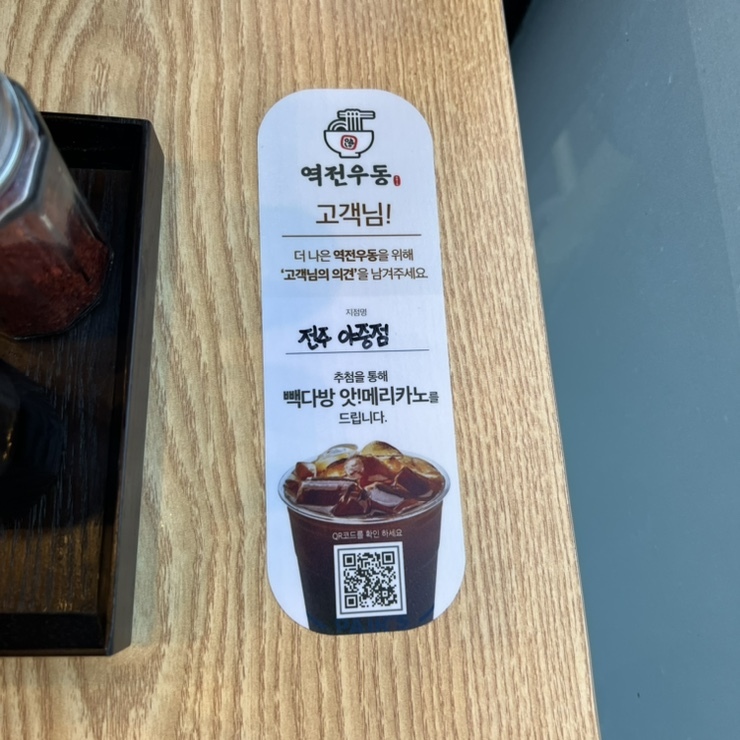 역전우동
고객님!
더 나은 역전우동을 위해
'고객님의 의견'을 남겨주세요.
지점명
전주 아중점
추첨을 통해
빽다방 앗!메리카노를
드립니다.
QR코드를 확인 하세요